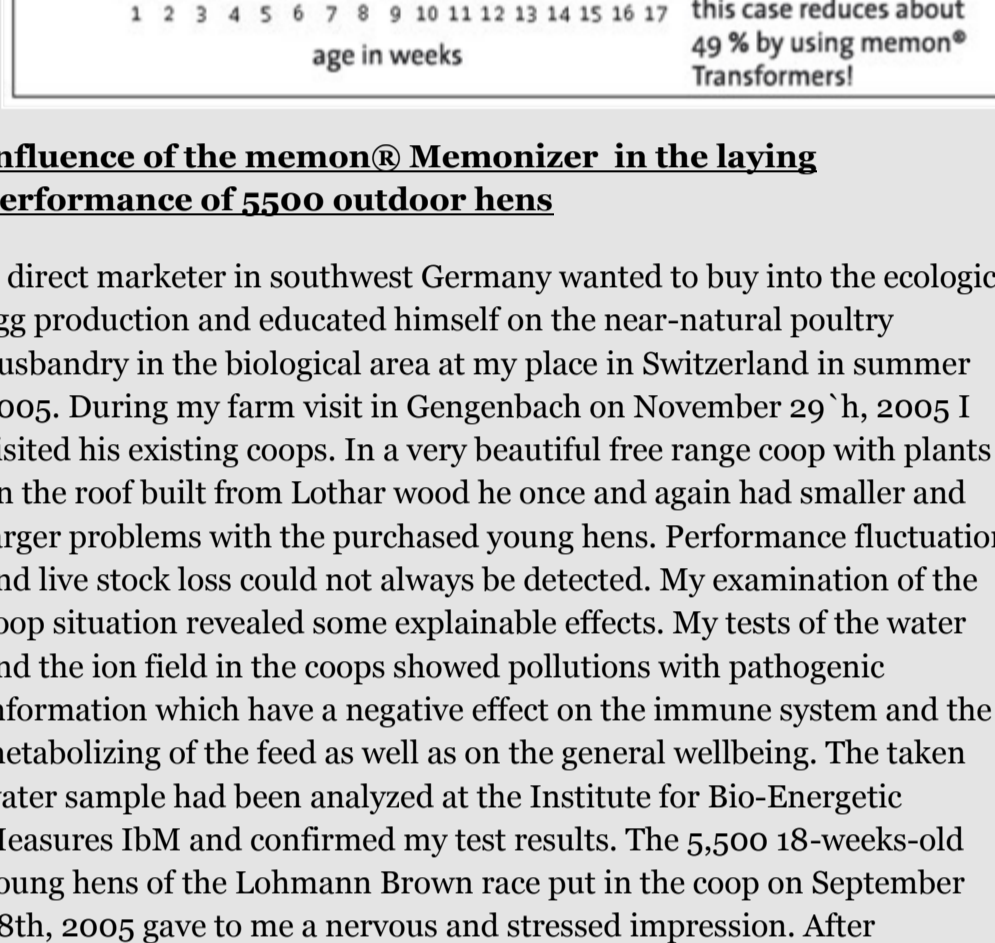 1 2 3 4 5 6 7 8 9 10 11 12 13 14 15 16 17
age in weeks
this case reduces about
49 % by using memon®
Transformers!
nfluence of the memon® Memonizer in the laying
erformance of 5500 outdoor hens
direct marketer in southwest Germany wanted to buy into the ecologic
gg production and educated himself on the near-natural poultry
usbandry in the biological area at my place in Switzerland in summer
005. During my farm visit in Gengenbach on November 29`h, 2005 I
isited his existing coops. In a very beautiful free range coop with plants
n the roof built from Lothar wood he once and again had smaller and
arger problems with the purchased young hens. Performance fluctuation
nd live stock loss could not always be detected. My examination of the
oop situation revealed some explainable effects. My tests of the water
nd the ion field in the coops showed pollutions with pathogenic
nformation which have a negative effect on the immune system and the
netabolizing of the feed as well as on the general wellbeing. The taken
vater sample had been analyzed at the Institute for Bio-Energetic
Measures IbM and confirmed my test results. The 5,500 18-weeks-old
oung hens of the Lohmann Brown race put in the coop on September
8th, 2005 gave to me a nervous and stressed impression. After